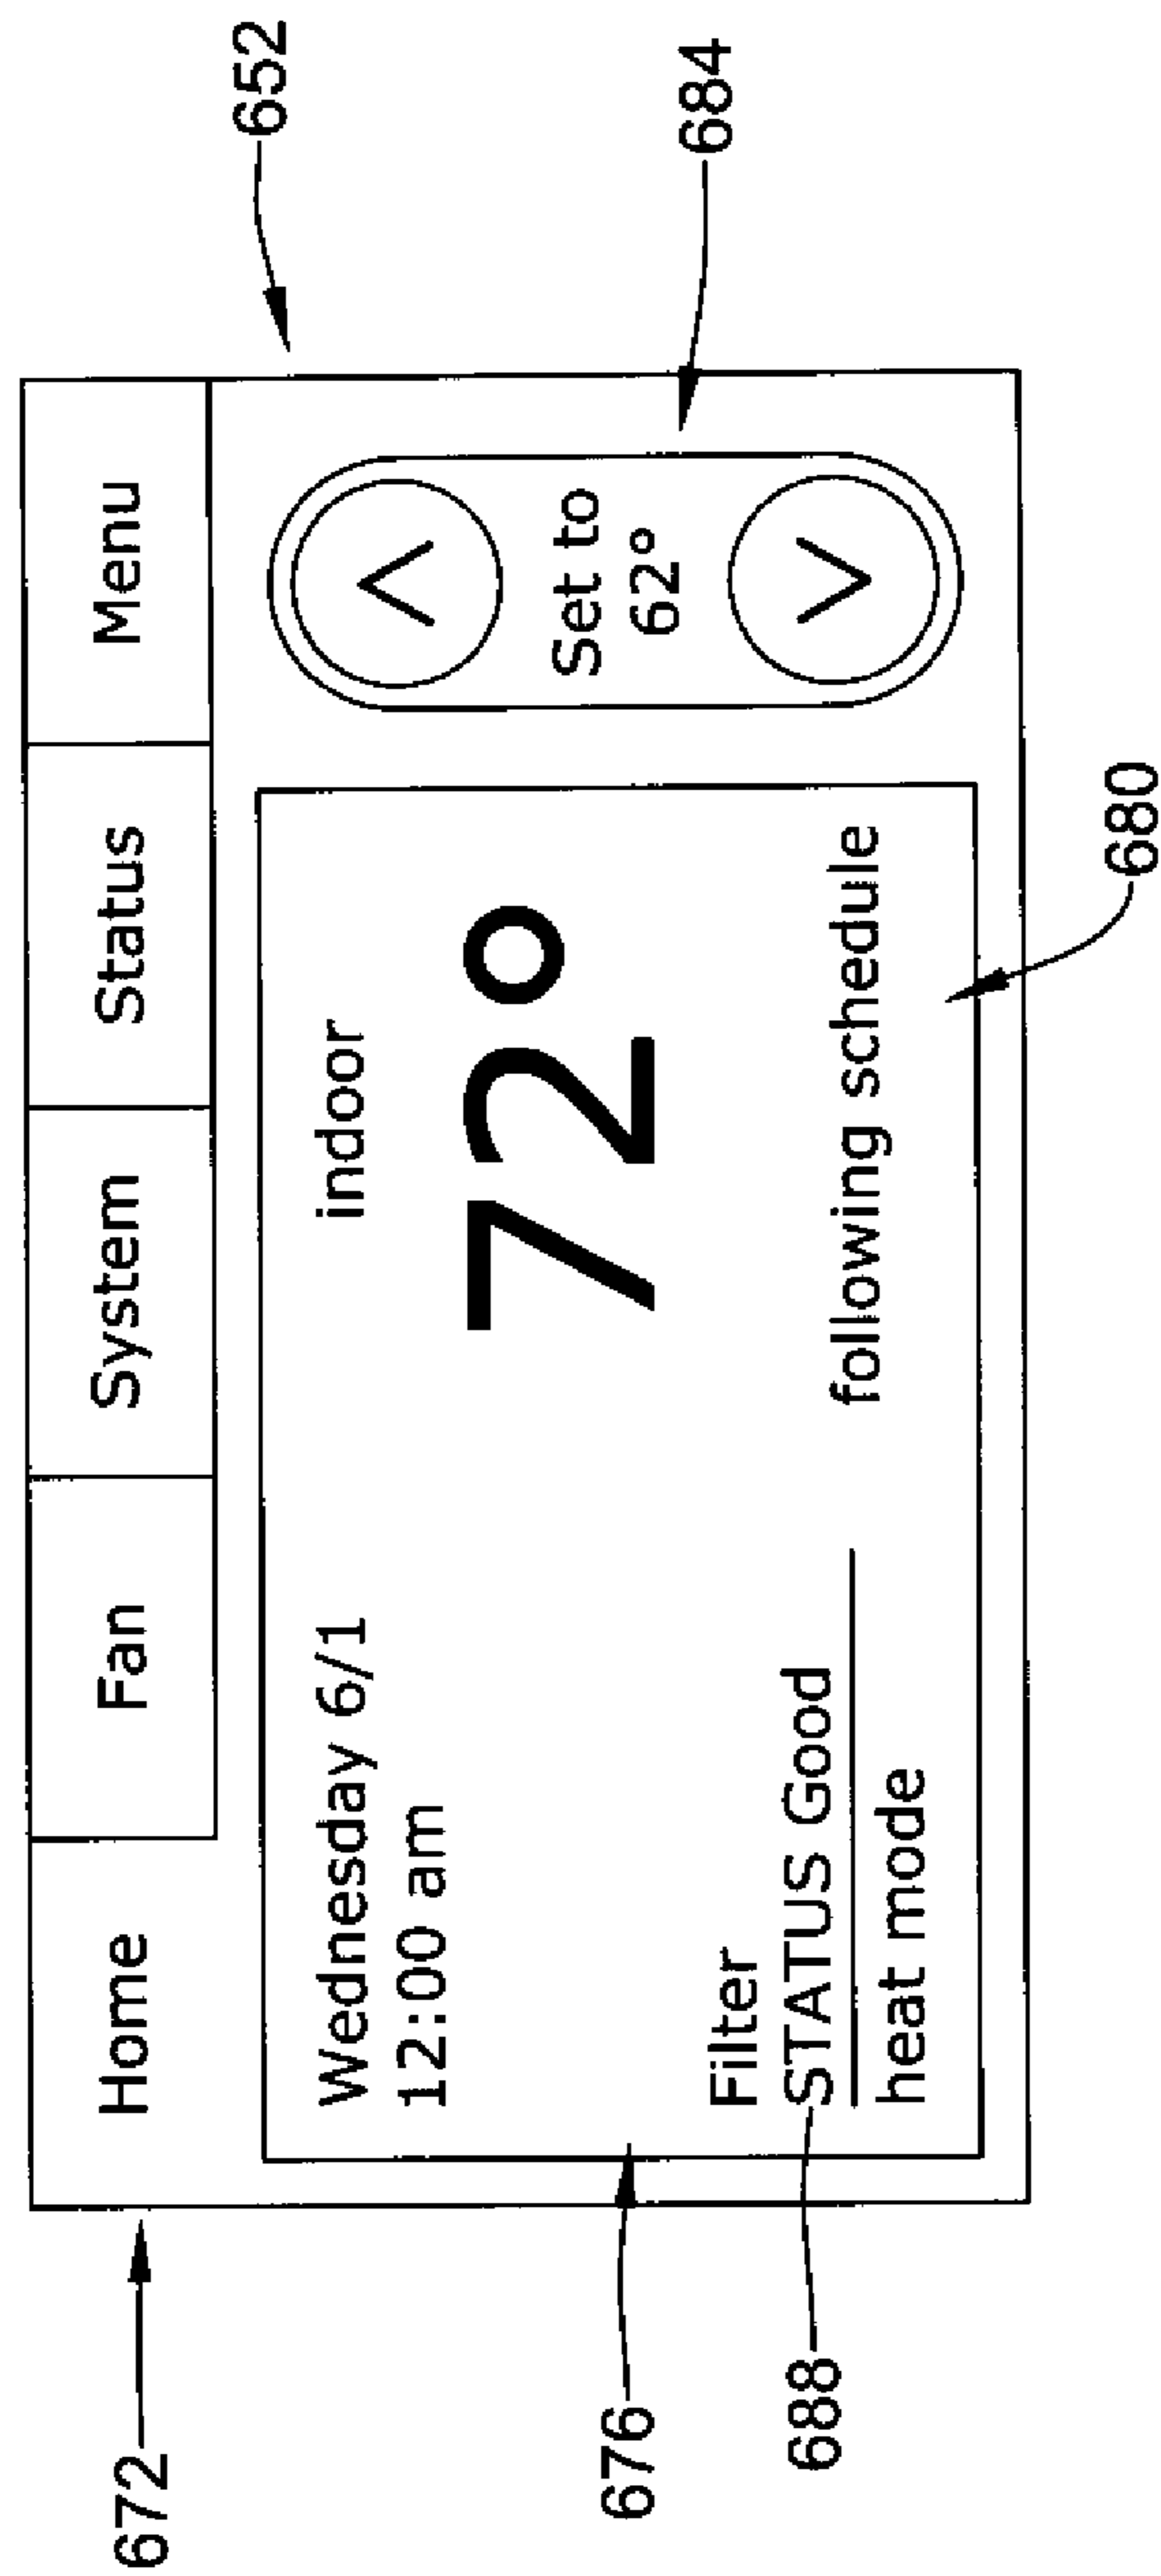 652
672
Home
Fan
System
Status
Menu
Wednesday 6/1
12:00 am
indoor
72°
Set to
62°
684
676
Filter
STATUS Good
688
heat mode
following schedule
680